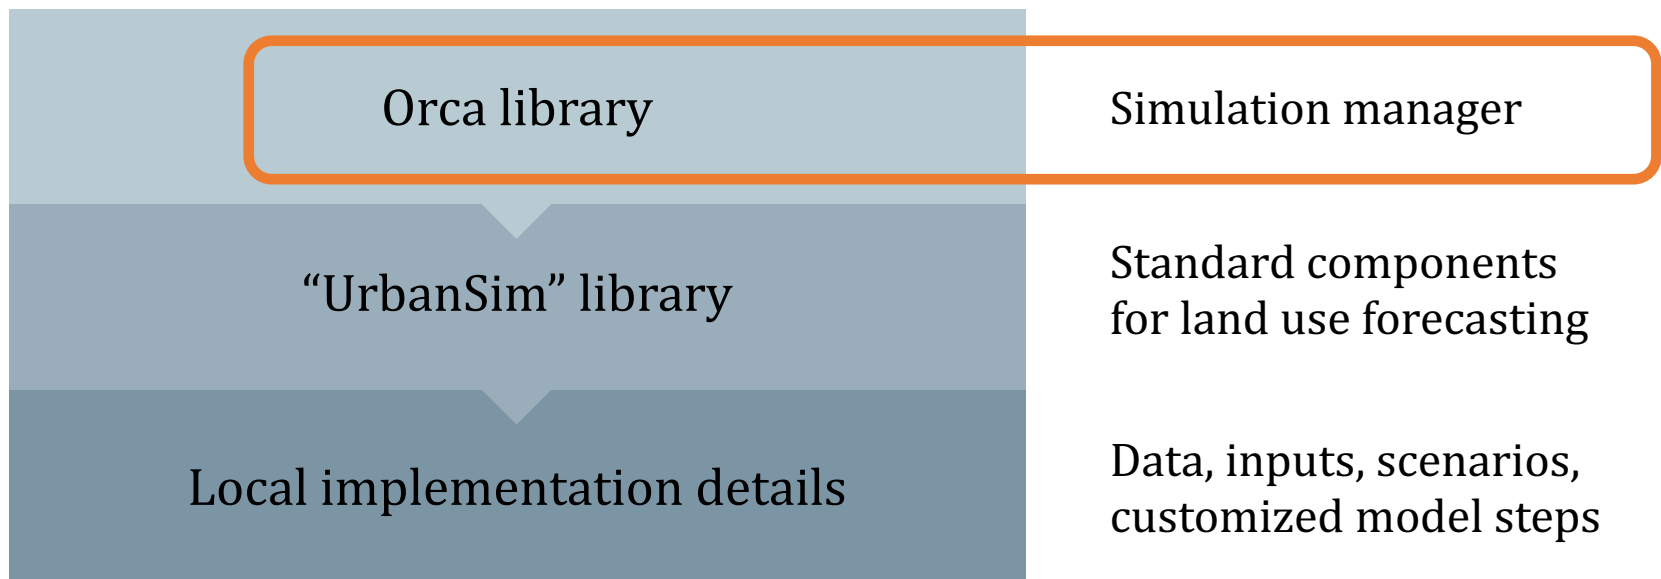 Orca library
Simulation manager
“UrbanSim” library
Standard components
for land use forecasting
Local implementation details
Data, inputs, scenarios,
customized model steps